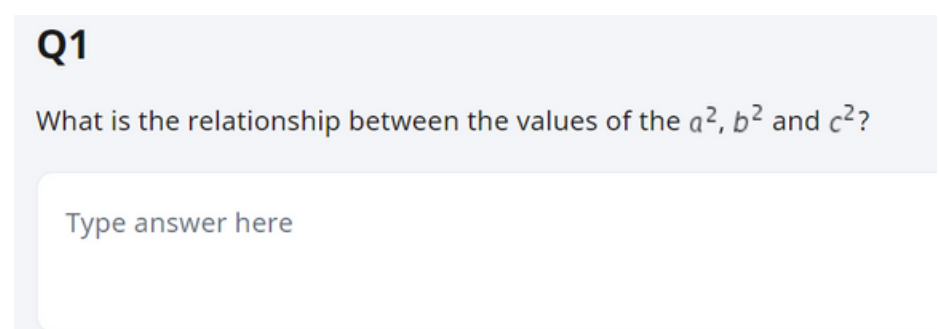 Q1
What is the relationship between the values of the a², b² and c²?
Type answer here